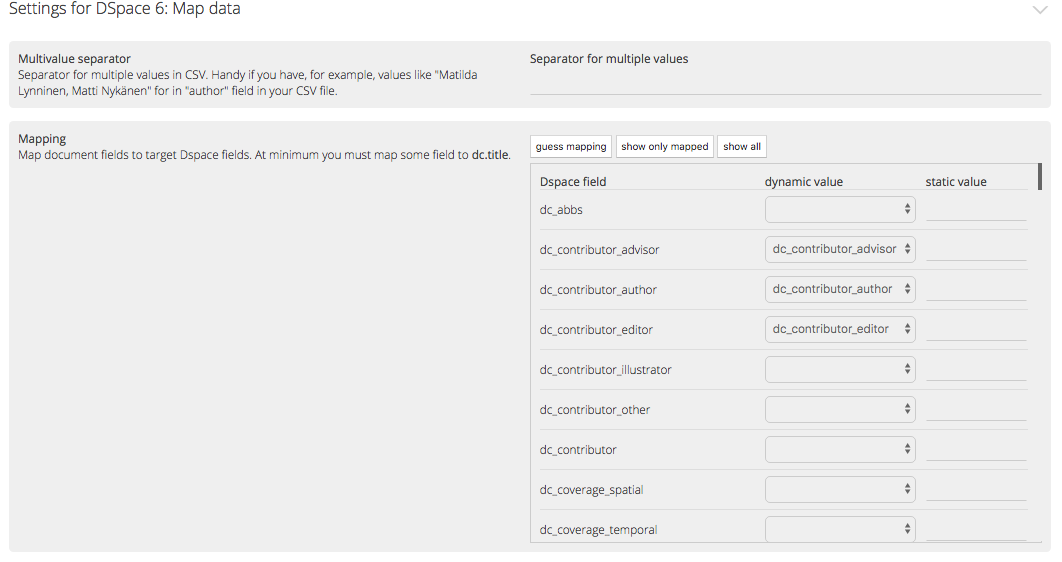 Settings for DSpace 6: Map data
Multivalue separator
Separator for multiple values in CSV. Handy if you have, for example, values like "Matilda
Lynninen, Matti Nykänen" for in "author" field in your CSV file.
Separator for multiple values
Mapping
Map document fields to target Dspace fields. At minimum you must map some field to dc.title.
guess mapping show only mapped show all
Dspace field dynamic value static value
dc_abbs
dc_contributor_advisor dc_contributor_advisor
dc_contributor_author dc_contributor_author
dc_contributor_editor dc_contributor_editor
dc_contributor_illustrator
dc_contributor_other
dc_contributor
dc_coverage_spatial
dc_coverage_temporal